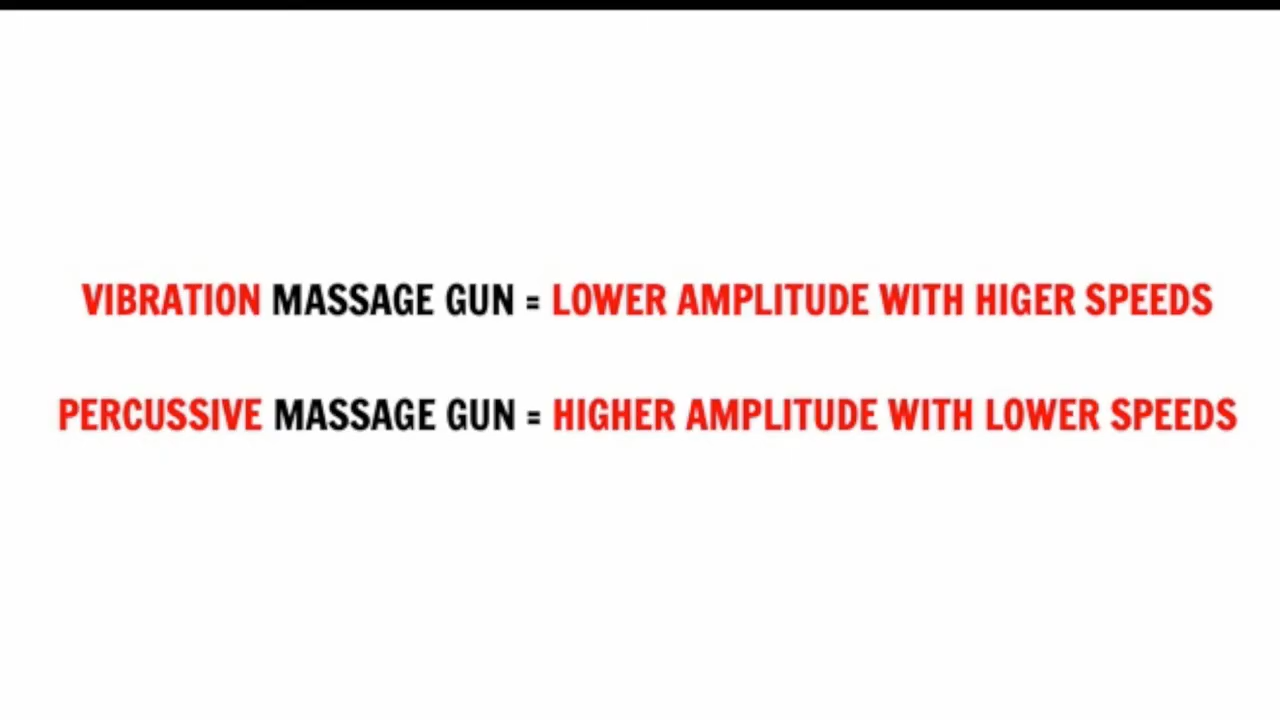 VIBRATION MASSAGE GUN = LOWER AMPLITUDE WITH HIGER SPEEDS
PERCUSSIVE MASSAGE GUN = HIGHER AMPLITUDE WITH LOWER SPEEDS